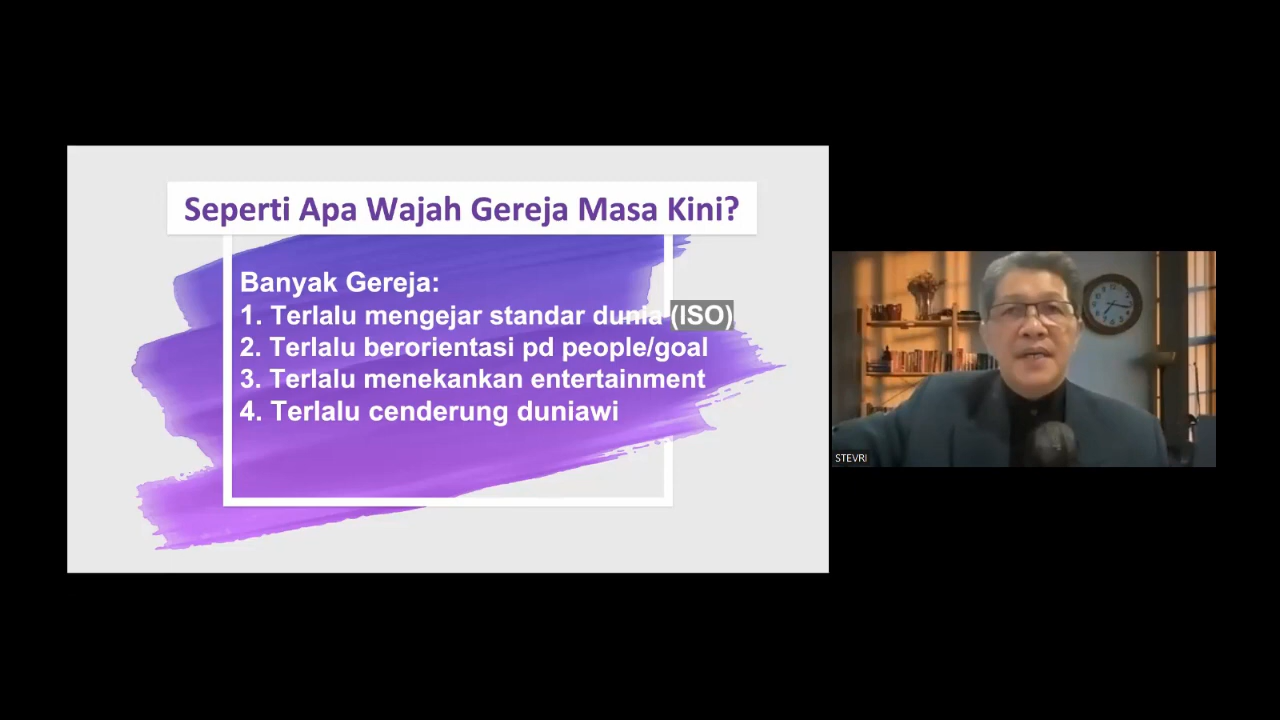 Seperti Apa Wajah Gereja Masa Kini?
Banyak Gereja:
1. Terlalu mengejar standar dunia (ISO)
2. Terlalu berorientasi pd people/goal
3. Terlalu menekankan entertainment
4. Terlalu cenderung duniawi
STEVRI